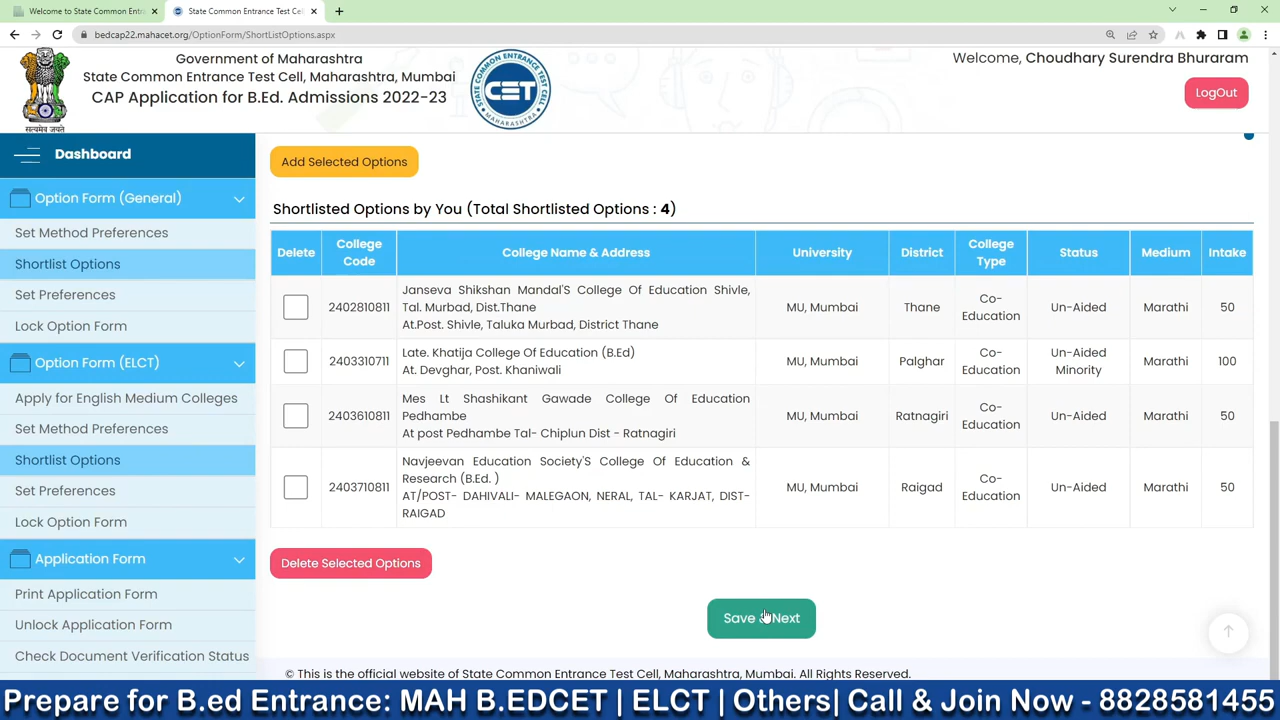 Welcome to State Common Entra
State Common Entrance Test Cel
bedcap22.mahacet.org/OptionForm/ShortListOptions.aspx
Government of Maharashtra
State Common Entrance Test Cell, Maharashtra, Mumbai
CAP Application for B.Ed. Admissions 2022-23
सत्यमेव जयते
STATE COMMON ENTRANCE TEST CELL
CET
MAHARASHTRA
Welcome, Choudhary Surendra Bhuraram
LogOut
Dashboard
Option Form (General)
Set Method Preferences
Shortlist Options
Set Preferences
Lock Option Form
Option Form (ELCT)
Apply for English Medium Colleges
Set Method Preferences
Shortlist Options
Set Preferences
Lock Option Form
Application Form
Print Application Form
Unlock Application Form
Check Document Verification Status
Add Selected Options
Shortlisted Options by You (Total Shortlisted Options : 4)
Delete College Code College Name & Address University District College Type Status Medium Intake
2402810811 Janseva Shikshan Mandal'S College Of Education Shivle, Tal. Murbad, Dist.Thane At.Post. Shivle, Taluka Murbad, District Thane MU, Mumbai Thane Co-Education Un-Aided Marathi 50
2403310711 Late. Khatija College Of Education (B.Ed) At. Devghar, Post. Khaniwali MU, Mumbai Palghar Co-Education Un-Aided Minority Marathi 100
2403610811 Mes Lt Shashikant Gawade College Of Education Pedhambe At post Pedhambe Tal- Chiplun Dist - Ratnagiri MU, Mumbai Ratnagiri Co-Education Un-Aided Marathi 50
2403710811 Navjeevan Education Society'S College Of Education & Research (B.Ed. ) AT/POST- DAHIVALI- MALEGAON, NERAL, TAL- KARJAT, DIST- RAIGAD MU, Mumbai Raigad Co-Education Un-Aided Marathi 50
Delete Selected Options
Save & Next
© This is the official website of State Common Entrance Test Cell, Maharashtra, Mumbai. All Rights Reserved.
Prepare for B.ed Entrance: MAH B.EDCET | ELCT | Others| Call & Join Now - 8828581455